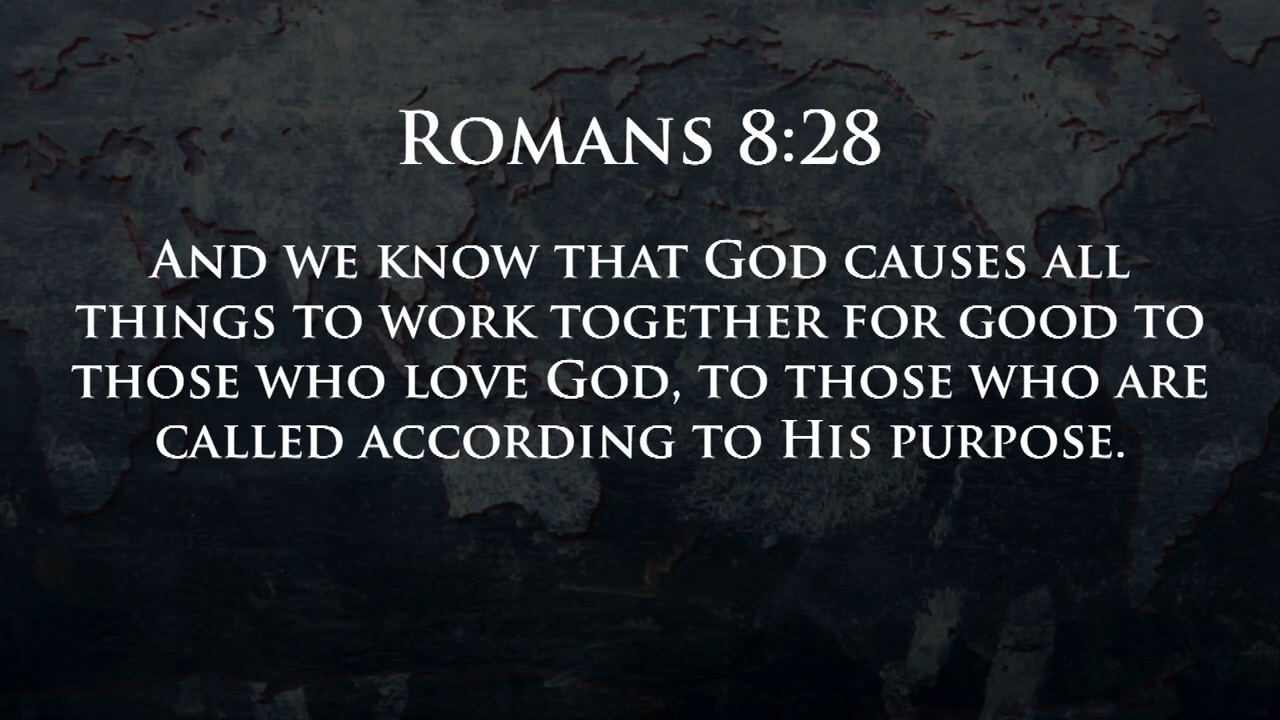 Romans 8:28
And we know that God causes all
things to work together for good to
those who love God, to those who are
called according to His purpose.